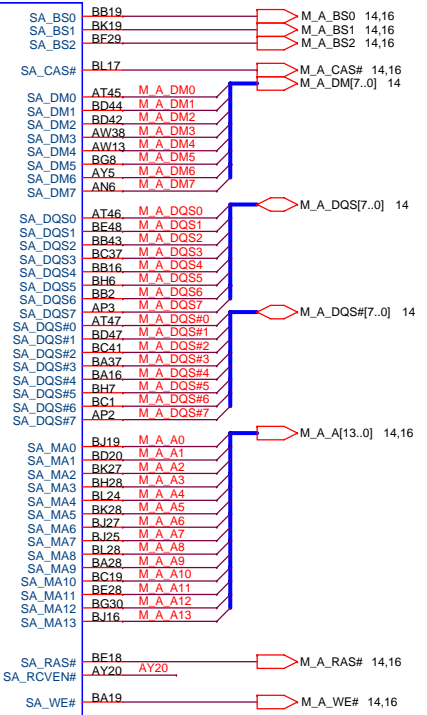 SA_BS0 BB19 M_A_BS0 14,16
SA_BS1 BK19 M_A_BS1 14,16
SA_BS2 BF29 M_A_BS2 14,16
SA_CAS# BL17 M_A_CAS# 14,16
M_A_DM[7..0] 14
SA_DM0 AT45 M_A_DM0
SA_DM1 BD44 M_A_DM1
SA_DM2 BD42 M_A_DM2
SA_DM3 AW38 M_A_DM3
SA_DM4 AW13 M_A_DM4
SA_DM5 BG8 M_A_DM5
SA_DM6 AY5 M_A_DM6
SA_DM7 AN6 M_A_DM7
M_A_DQS[7..0] 14
SA_DQS0 AT46 M_A_DQS0
SA_DQS1 BE48 M_A_DQS1
SA_DQS2 BB43 M_A_DQS2
SA_DQS3 BC37 M_A_DQS3
SA_DQS4 BB16 M_A_DQS4
SA_DQS5 BH6 M_A_DQS5
SA_DQS6 BB2 M_A_DQS6
SA_DQS7 AP3 M_A_DQS7
M_A_DQS#[7..0] 14
SA_DQS#0 AT47 M_A_DQS#0
SA_DQS#1 BD47 M_A_DQS#1
SA_DQS#2 BC41 M_A_DQS#2
SA_DQS#3 BA37 M_A_DQS#3
SA_DQS#4 BA16 M_A_DQS#4
SA_DQS#5 BH7 M_A_DQS#5
SA_DQS#6 BC1 M_A_DQS#6
SA_DQS#7 AP2 M_A_DQS#7
M_A_A[13..0] 14,16
SA_MA0 BJ19 M_A_A0
SA_MA1 BD20 M_A_A1
SA_MA2 BK27 M_A_A2
SA_MA3 BH28 M_A_A3
SA_MA4 BL24 M_A_A4
SA_MA5 BK28 M_A_A5
SA_MA6 BJ27 M_A_A6
SA_MA7 BJ25 M_A_A7
SA_MA8 BL28 M_A_A8
SA_MA9 BA28 M_A_A9
SA_MA10 BC19 M_A_A10
SA_MA11 BE28 M_A_A11
SA_MA12 BG30 M_A_A12
SA_MA13 BJ16 M_A_A13
SA_RAS# BE18 M_A_RAS# 14,16
SA_RCVEN# AY20 AY20
SA_WE# BA19 M_A_WE# 14,16